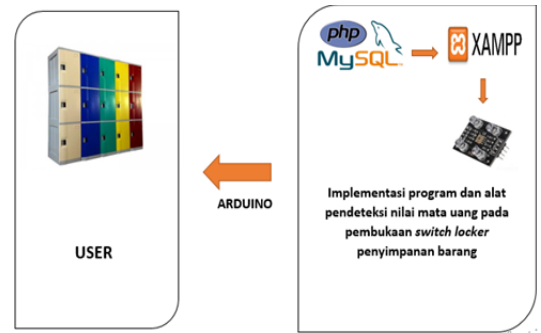 php
MySQL
XAMPP
ARDUINO
USER
Implementasi program dan alat
pendeteksi nilai mata uang pada
pembukaan switch locker
penyimpanan barang